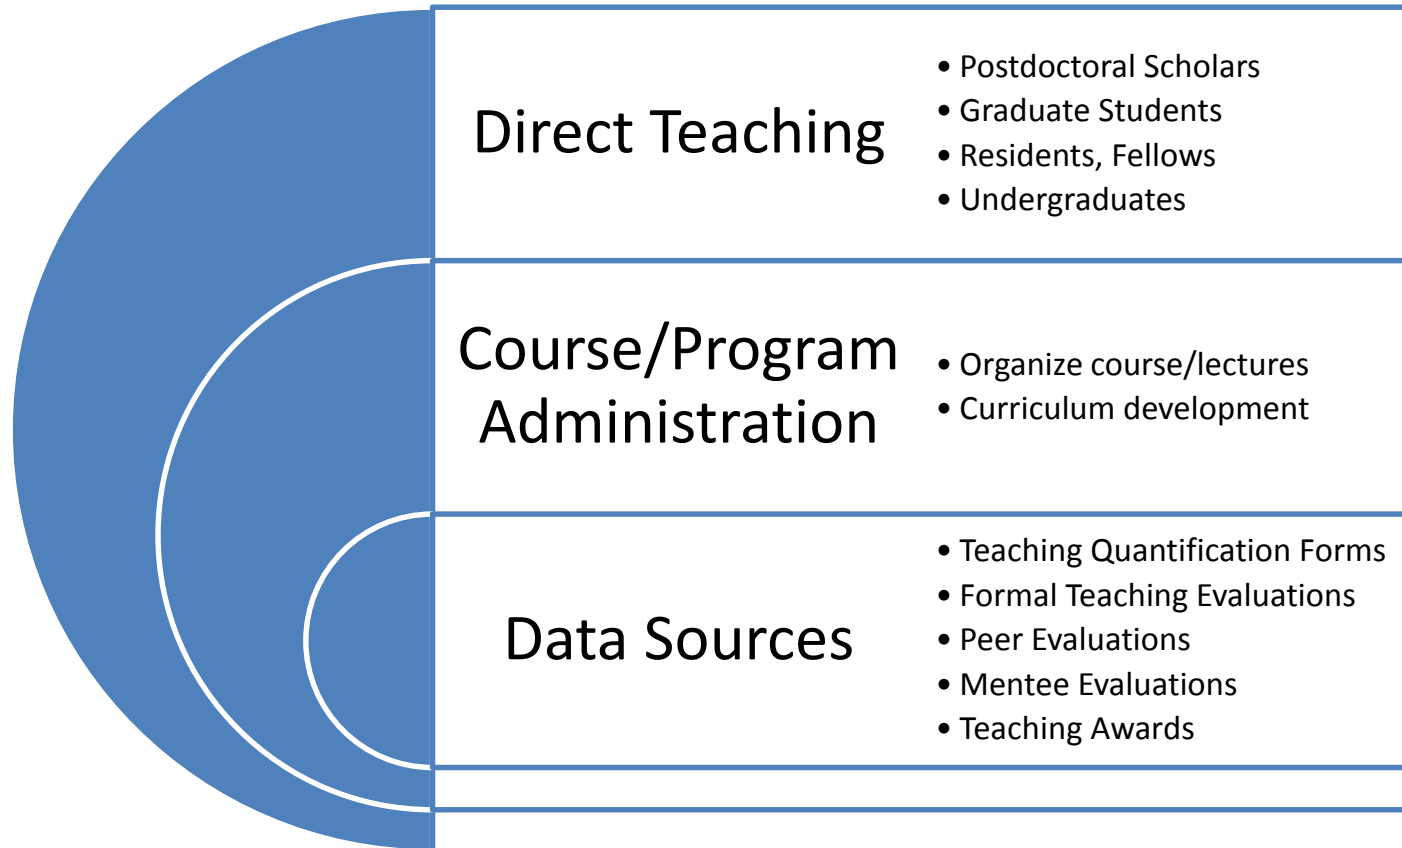 Direct Teaching
• Postdoctoral Scholars
• Graduate Students
• Residents, Fellows
• Undergraduates
Course/Program
Administration
• Organize course/lectures
• Curriculum development
Data Sources
• Teaching Quantification Forms
• Formal Teaching Evaluations
• Peer Evaluations
• Mentee Evaluations
• Teaching Awards